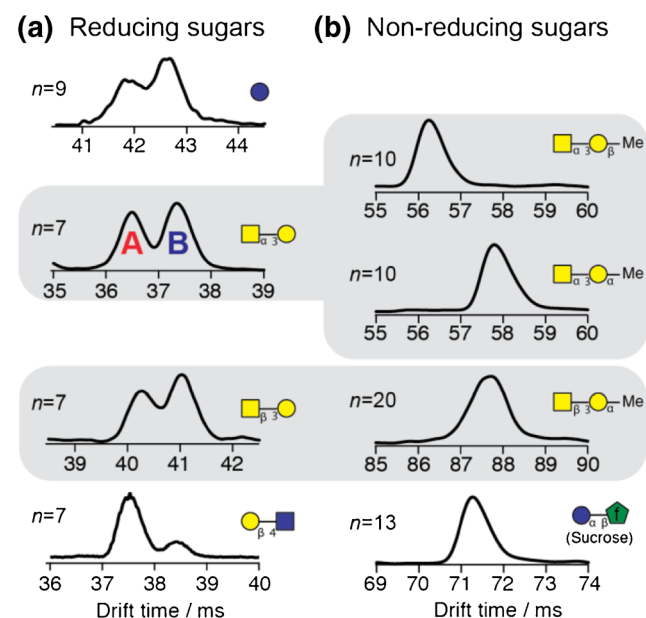 (a) Reducing sugars
n=9
41 42 43 44
n=7
A B
α 3
35 36 37 38 39
n=7
β 3
39 40 41 42
n=7
β 4
36 37 38 39 40
Drift time / ms
(b) Non-reducing sugars
n=10
α 3 β Me
55 56 57 58 59 60
n=10
α 3 α Me
55 56 57 58 59 60
n=20
β 3 α Me
85 86 87 88 89 90
n=13
α β f
(Sucrose)
69 70 71 72 73 74
Drift time / ms